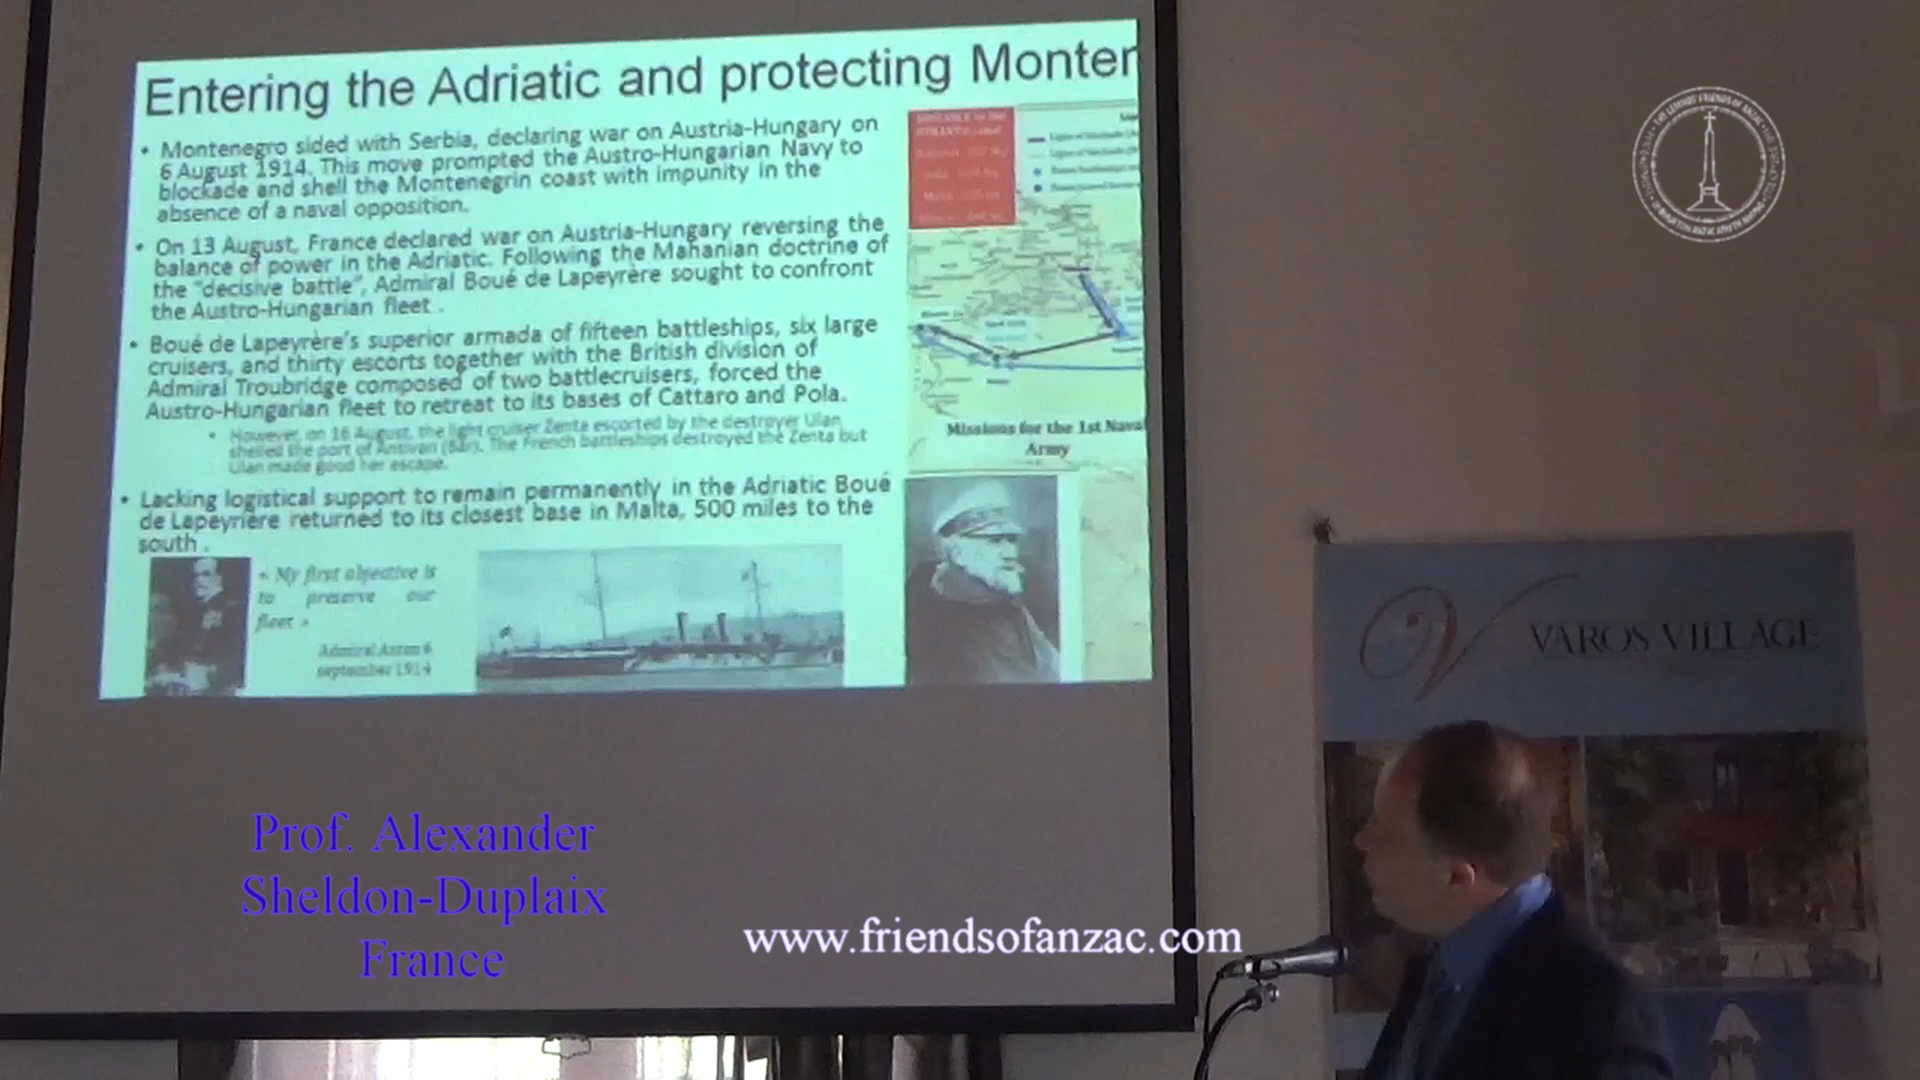 Entering the Adriatic and protecting Monter
• Montenegro sided with Serbia, declaring war on Austria-Hungary on
6 August 1914. This move prompted the Austro-Hungarian Navy to
blockade and shell the Montenegrin coast with impunity in the
absence of a naval opposition.
• On 13 August, France declared war on Austria-Hungary reversing the
balance of power in the Adriatic. Following the Mahanian doctrine of
the "decisive battle", Admiral Boué de Lapeyrère sought to confront
the Austro-Hungarian fleet .
• Boué de Lapeyrère's superior armada of fifteen battleships, six large
cruisers, and thirty escorts together with the British division of
Admiral Troubridge composed of two battlecruisers, forced the
Austro-Hungarian fleet to retreat to its bases of Cattaro and Pola.
• However, on 16 August, the light cruiser Zenta escorted by the destroyer Ulan
shelled the port of Antivari (Bar). The French battleships destroyed the Zenta but
Ulan made good her escape.
• Lacking logistical support to remain permanently in the Adriatic Boué
de Lapeyriere returned to its closest base in Malta, 500 miles to the
south .
« My first objective is
to preserve our
fleet »
Admiral 6
september 1914
Missions for the 1st Naval
Army
VAROS VILLAGE
Prof. Alexander
Sheldon-Duplaix
France
www.friendsofanzac.com